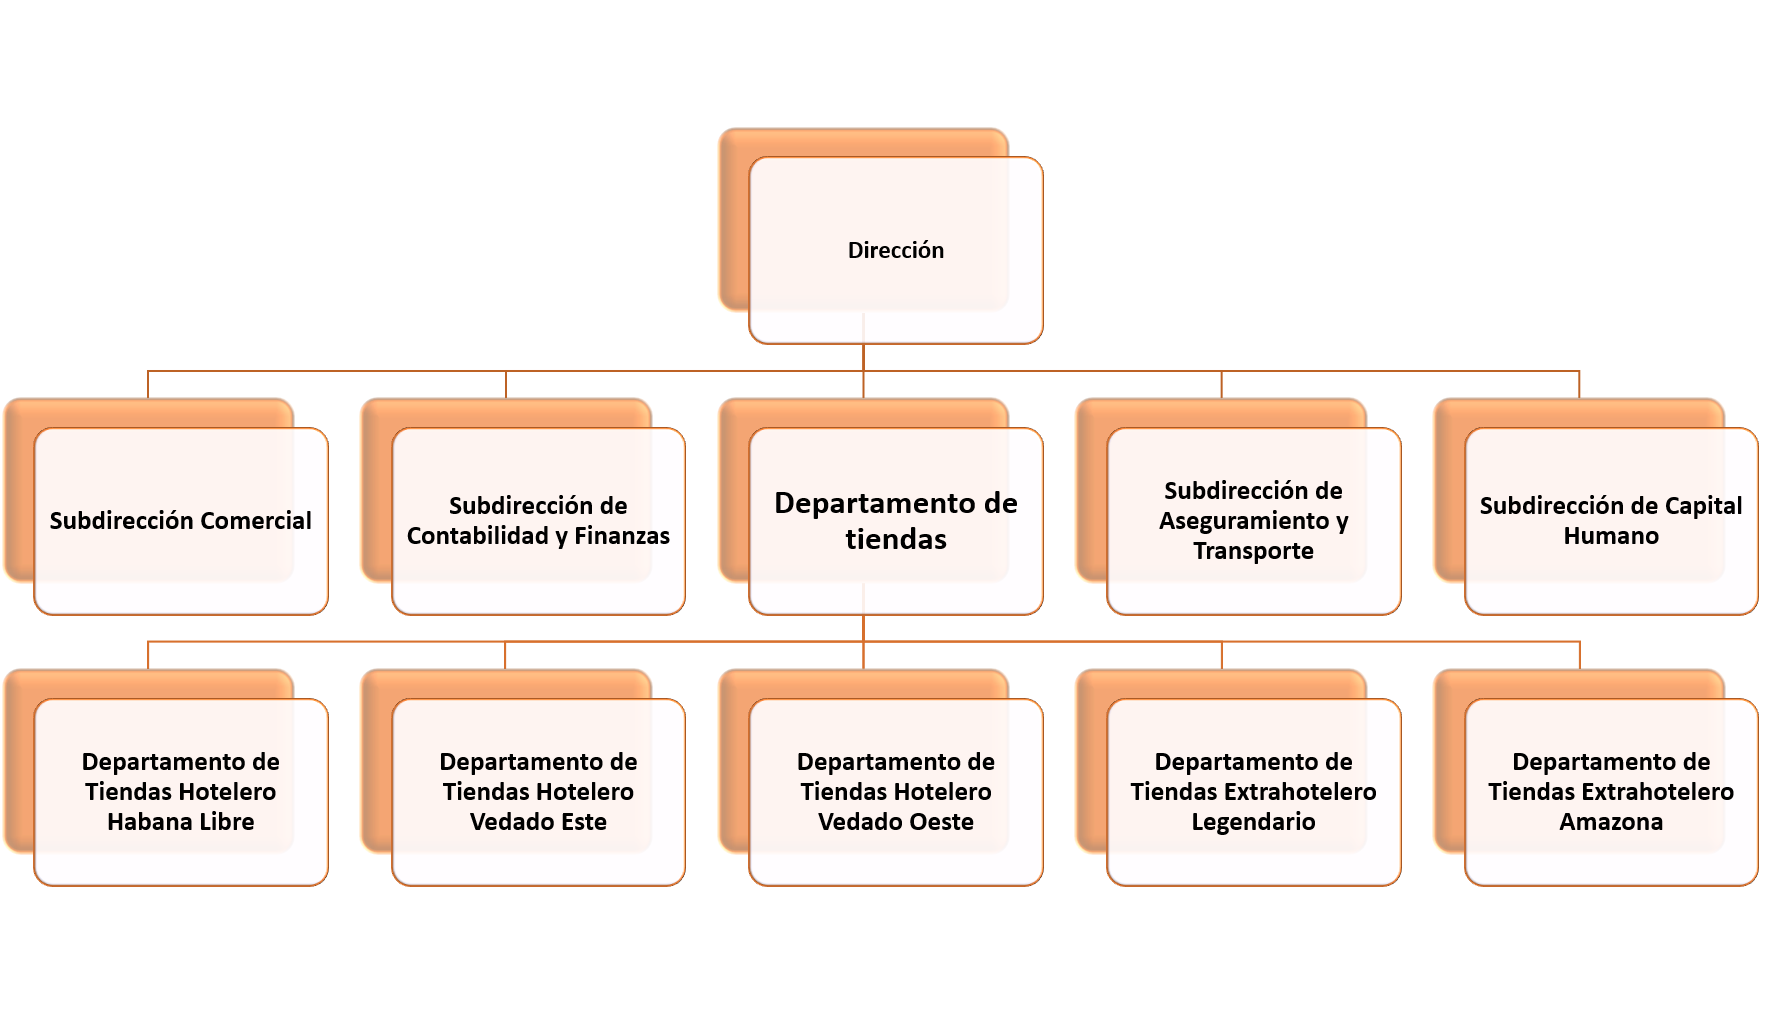 Dirección
Subdirección Comercial
Subdirección de
Contabilidad y Finanzas
Departamento de
tiendas
Subdirección de
Aseguramiento y
Transporte
Subdirección de Capital
Humano
Departamento de
Tiendas Hotelero
Habana Libre
Departamento de
Tiendas Hotelero
Vedado Este
Departamento de
Tiendas Hotelero
Vedado Oeste
Departamento de
Tiendas Extrahotelero
Legendario
Departamento de
Tiendas Extrahotelero
Amazona